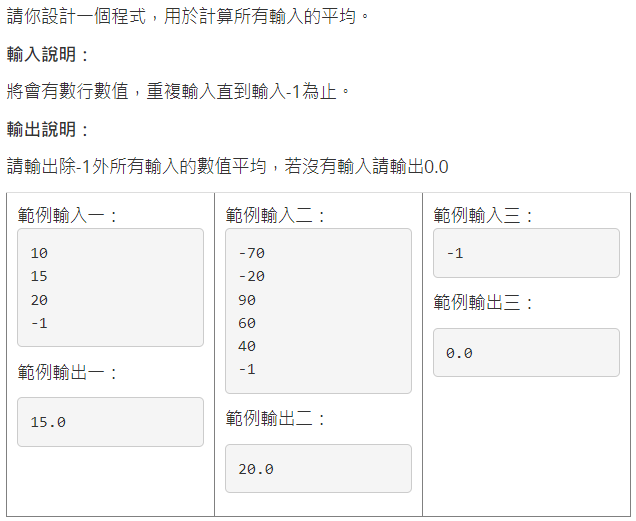 請你設計一個程式，用於計算所有輸入的平均。
輸入說明：
將會有數行數值，重複輸入直到輸入-1為止。
輸出說明：
請輸出除-1外所有輸入的數值平均，若沒有輸入請輸出0.0
範例輸入一：
10
15
20
-1
範例輸出一：
15.0
範例輸入二：
-70
-20
90
60
40
-1
範例輸出二：
20.0
範例輸入三：
-1
範例輸出三：
0.0